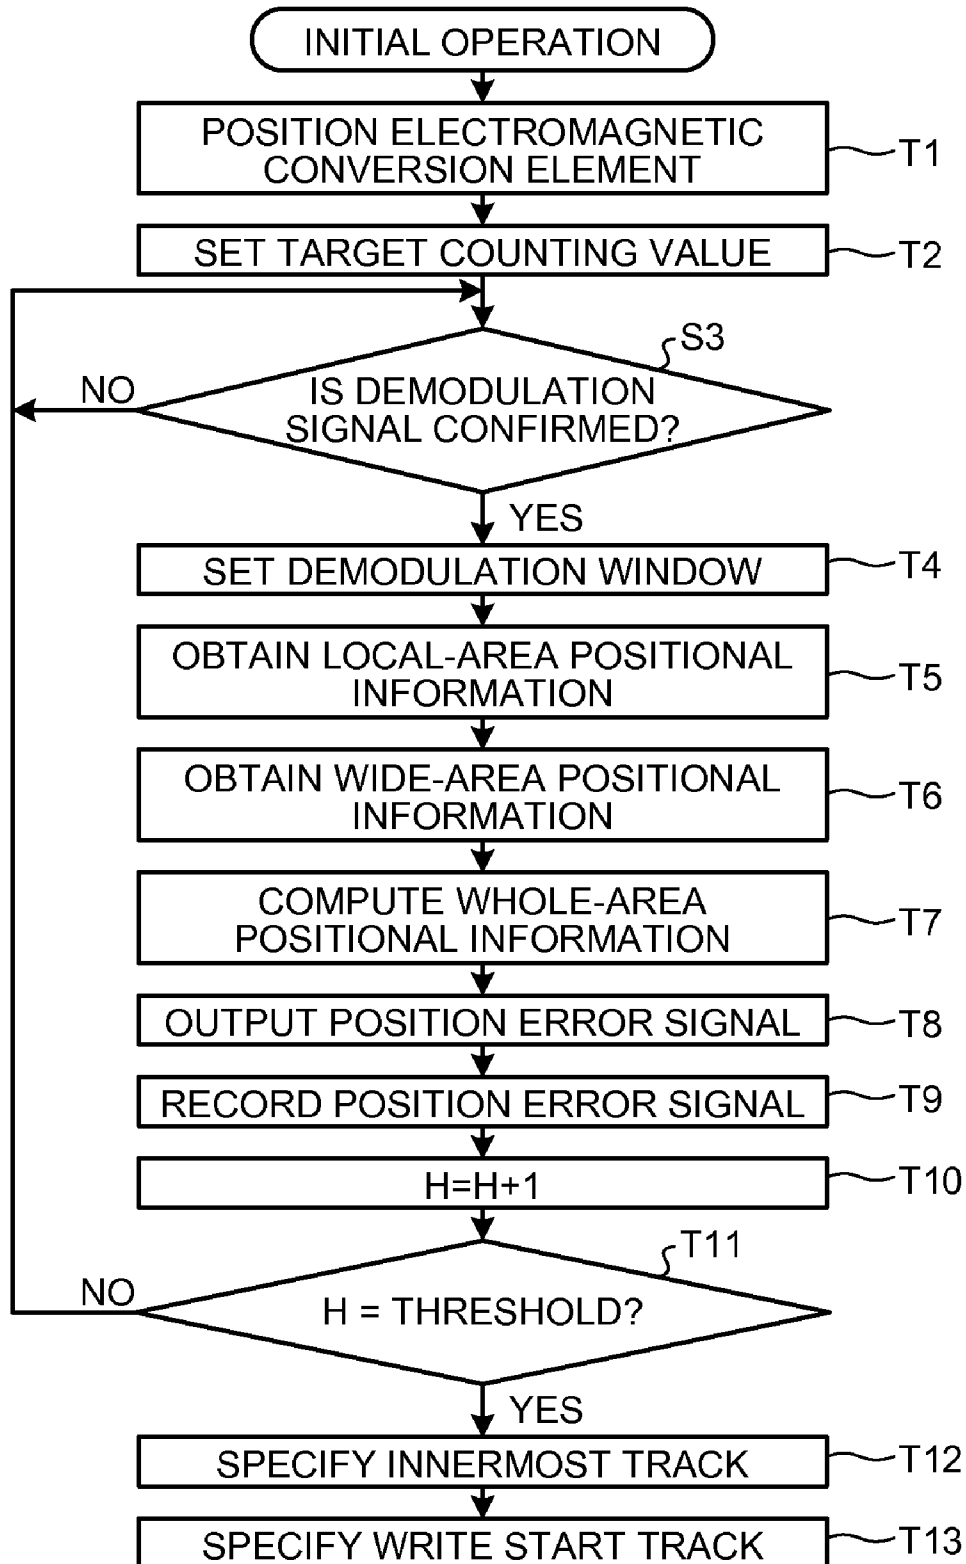 INITIAL OPERATION
POSITION ELECTROMAGNETIC
CONVERSION ELEMENT
T1
SET TARGET COUNTING VALUE
T2
S3
NO
IS DEMODULATION
SIGNAL CONFIRMED?
YES
SET DEMODULATION WINDOW
T4
OBTAIN LOCAL-AREA POSITIONAL
INFORMATION
T5
OBTAIN WIDE-AREA POSITIONAL
INFORMATION
T6
COMPUTE WHOLE-AREA
POSITIONAL INFORMATION
T7
OUTPUT POSITION ERROR SIGNAL
T8
RECORD POSITION ERROR SIGNAL
T9
H=H+1
T10
T11
NO
H = THRESHOLD?
YES
SPECIFY INNERMOST TRACK
T12
SPECIFY WRITE START TRACK
T13